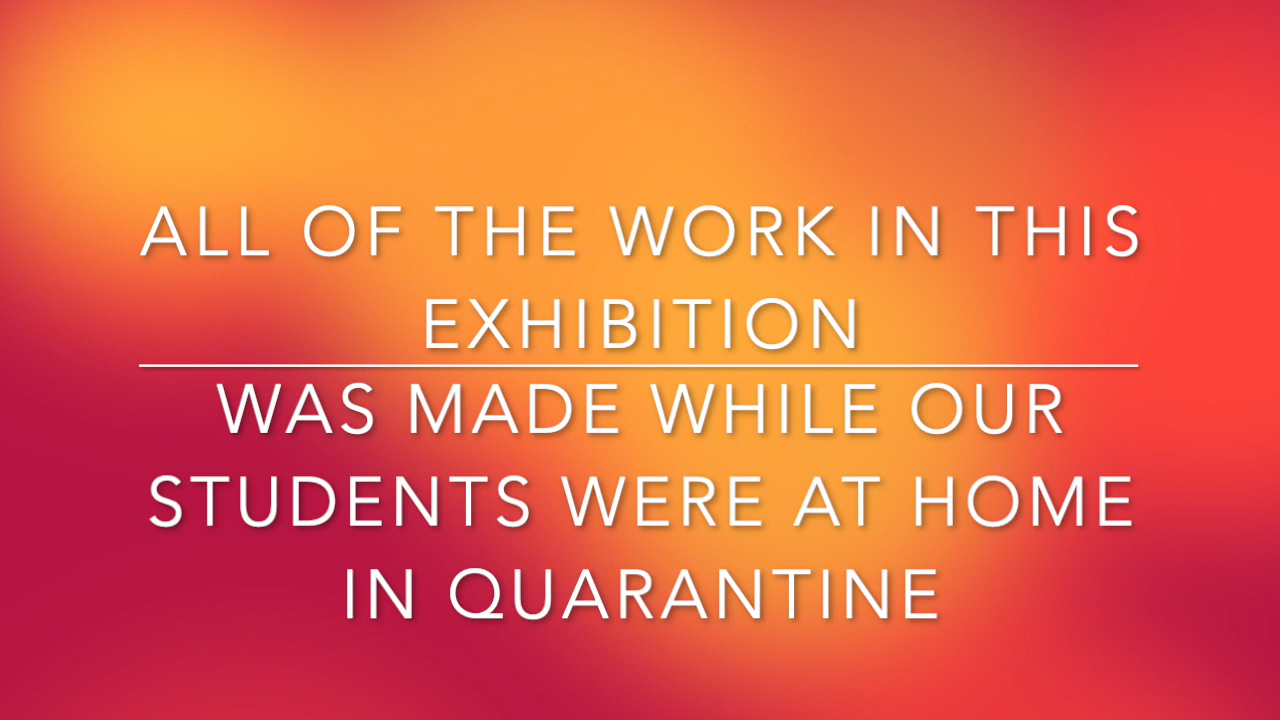 ALL OF THE WORK IN THIS
EXHIBITION
WAS MADE WHILE OUR
STUDENTS WERE AT HOME
IN QUARANTINE